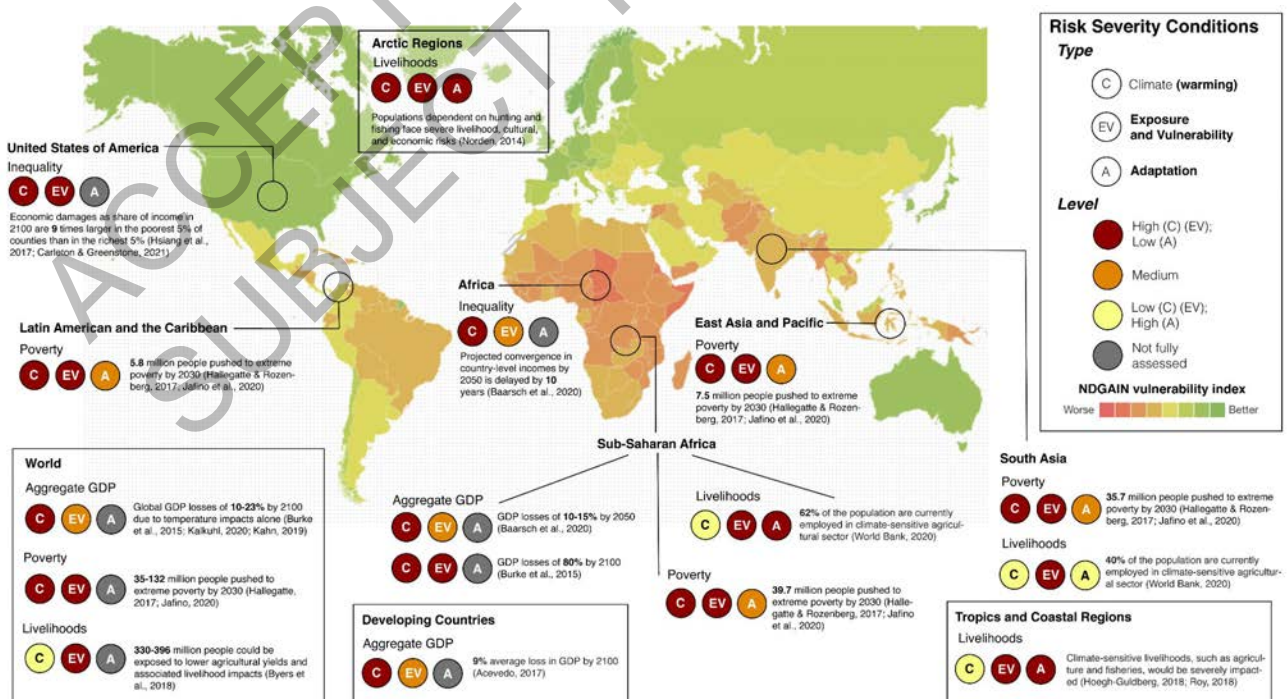 ACCEP
SUBJECT T
Arctic Regions
Livelihoods
C EV A
Populations dependent on hunting and
fishing face severe livelihood, cultural,
and economic risks (Norden, 2014)
United States of America
Inequality
C EV A
Economic damages as share of income in
2100 are 9 times larger in the poorest 5% of
counties than in the richest 5% (Hsiang et al.,
2017; Carleton & Greenstone, 2021)
Latin American and the Caribbean
Poverty
C EV A
5.8 million people pushed to extreme
poverty by 2030 (Hallegatte & Rozen-
berg, 2017; Jafino et al., 2020)
Africa
Inequality
C EV A
Projected convergence in
country-level incomes by
2050 is delayed by 10
years (Baarsch et al., 2020)
East Asia and Pacific
Poverty
C EV A
7.5 million people pushed to extreme
poverty by 2030 (Hallegatte & Rozen-
berg, 2017; Jafino et al., 2020)
Risk Severity Conditions
Type
C Climate (warming)
EV Exposure
and Vulnerability
A Adaptation
Level
High (C) (EV);
Low (A)
Medium
Low (C) (EV);
High (A)
Not fully
assessed
NDGAIN vulnerability index
Worse Better
World
Aggregate GDP
C EV A
Global GDP losses of 10-23% by 2100
due to temperature impacts alone (Burke
et al., 2015; Kalkuhl, 2020; Kahn, 2019)
Poverty
C EV A
35-132 million people pushed to
extreme poverty by 2030 (Hallegatte,
2017; Jafino, 2020)
Livelihoods
C EV A
330-396 million people could be
exposed to lower agricultural yields and
associated livelihood impacts (Byers
et al., 2018)
Sub-Saharan Africa
Aggregate GDP
C EV A
GDP losses of 10-15% by 2050
(Baarsch et al., 2020)
C EV A
GDP losses of 80% by 2100
(Burke et al., 2015)
Livelihoods
C EV A
62% of the population are currently
employed in climate-sensitive agricul-
tural sector (World Bank, 2020)
Poverty
C EV A
39.7 million people pushed to
extreme poverty by 2030 (Halle-
gatte & Rozenberg, 2017; Jafino
et al., 2020)
Developing Countries
Aggregate GDP
C EV A
9% average loss in GDP by 2100
(Acevedo, 2017)
South Asia
Poverty
C EV A
35.7 million people pushed to extreme
poverty by 2030 (Hallegatte & Rozen-
berg, 2017; Jafino et al., 2020)
Livelihoods
C EV A
40% of the population are currently
employed in climate-sensitive agricultur-
al sector (World Bank, 2020)
Tropics and Coastal Regions
Livelihoods
C EV A
Climate-sensitive livelihoods, such as agricul-
ture and fisheries, would be severely impact-
ed (Hoegh-Guldberg, 2018; Roy, 2018)